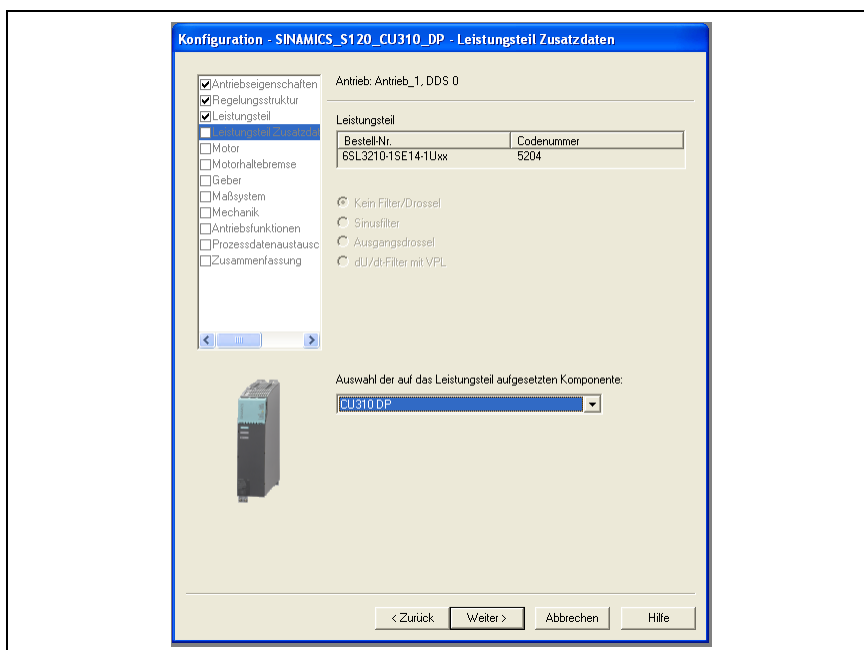 Konfiguration - SINAMICS_S120_CU310_DP - Leistungsteil Zusatzdaten
Antriebseigenschaften
Regelungsstruktur
Leistungsteil
Leistungsteil Zusatzdat
Motor
Motorhaltebremse
Geber
Maßsystem
Mechanik
Antriebsfunktionen
Prozessdatenaustausc
Zusammenfassung
Antrieb: Antrieb_1, DDS 0
Leistungsteil
Bestell-Nr. Codenummer
6SL3210-1SE14-1Uxx 5204
Kein Filter/Drossel
Sinusfilter
Ausgangsdrossel
dU/dt-Filter mit VPL
Auswahl der auf das Leistungsteil aufgesetzten Komponente:
CU310 DP
< Zurück Weiter > Abbrechen Hilfe